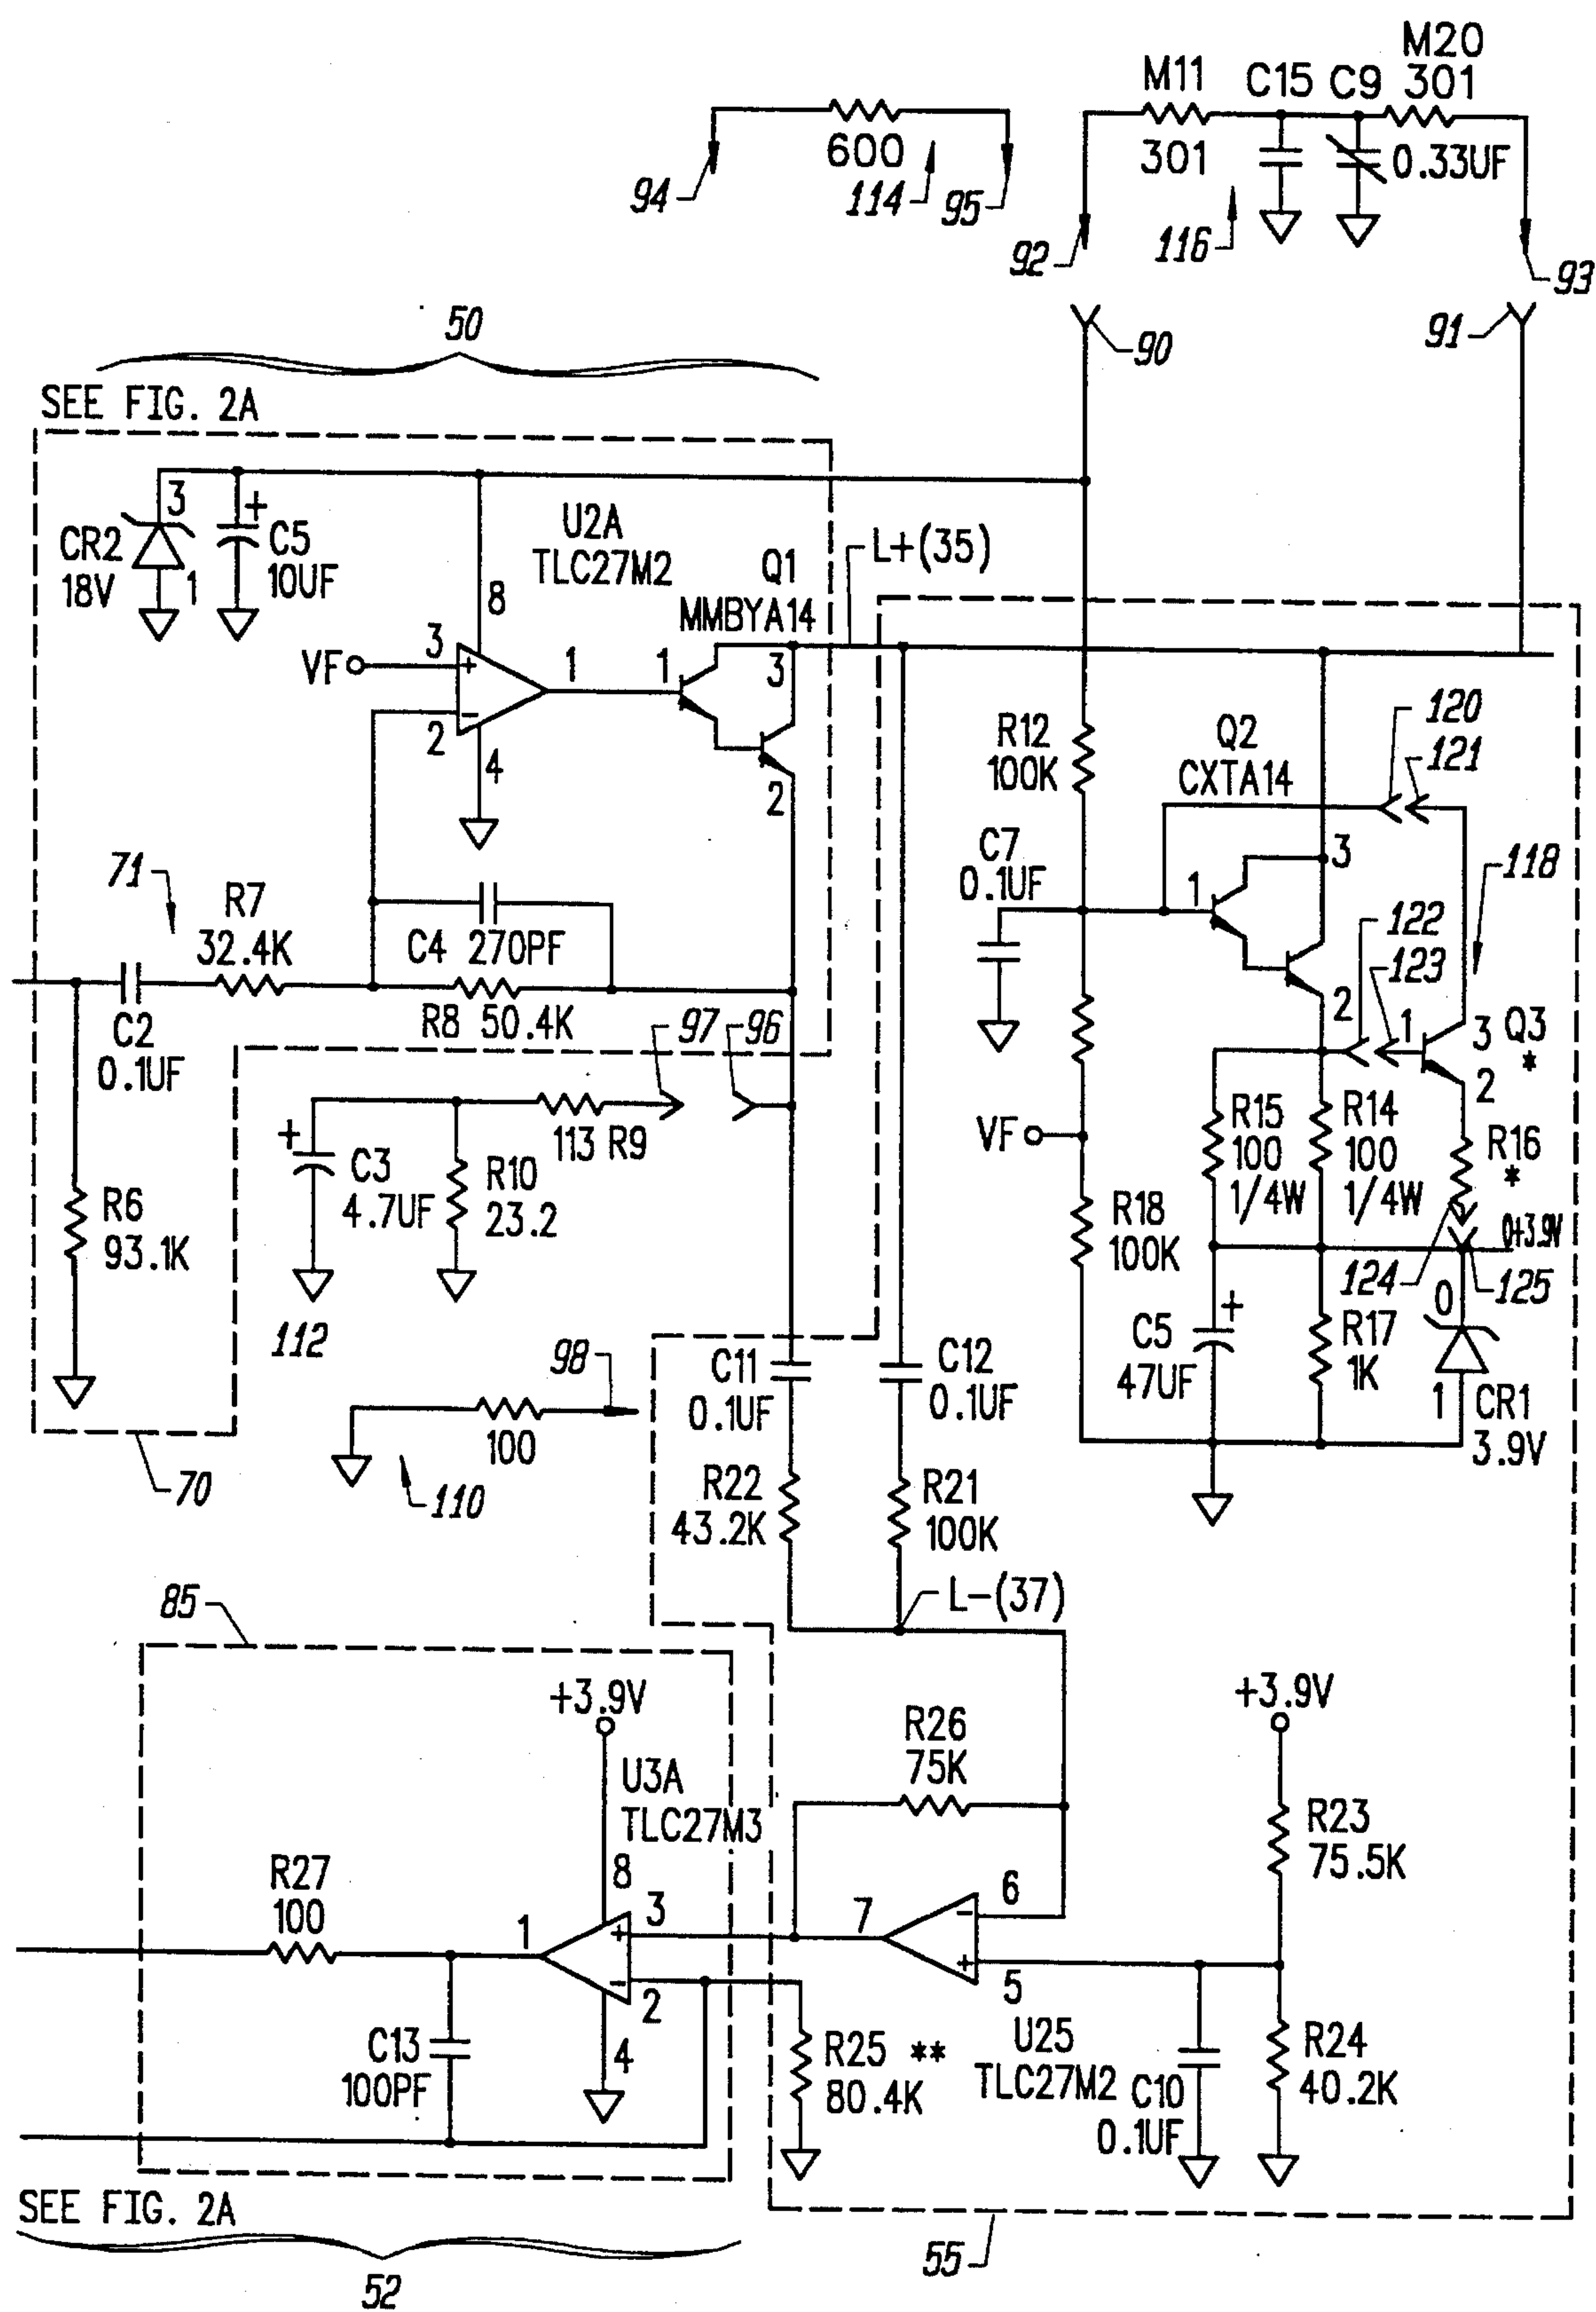 M20
M11 C15 C9 301
301 0.33UF
600
94 114 95
92 116 93
90 91
50
SEE FIG. 2A
3
CR2
18V
1
+
C5
10UF
U2A
TLC27M2
8
VF
3
+
-
2
4
1
Q1
MMBYA14
1
3
2
L+(35)
71
R7
32.4K
C4 270PF
R8 50.4K
C2
0.1UF
97 96
113 R9
+
C3
4.7UF
R10
23.2
R6
93.1K
112
98
100
110
70
R12
100K
C7
0.1UF
Q2
CXTA14
1
3
2
120
121
118
122
123
1
3
2
Q3
*
VF
R15
100
1/4W
R14
100
1/4W
R16
*
0+3.9V
124
125
R18
100K
C5
47UF
+
R17
1K
0
1
CR1
3.9V
C11
0.1UF
C12
0.1UF
R22
43.2K
R21
100K
L-(37)
85
+3.9V
U3A
TLC27M3
8
3
+
-
2
4
1
R27
100
C13
100PF
R26
75K
7
6
-
+
5
U25
TLC27M2
R25 **
80.4K
C10
0.1UF
+3.9V
R23
75.5K
R24
40.2K
SEE FIG. 2A
52
55